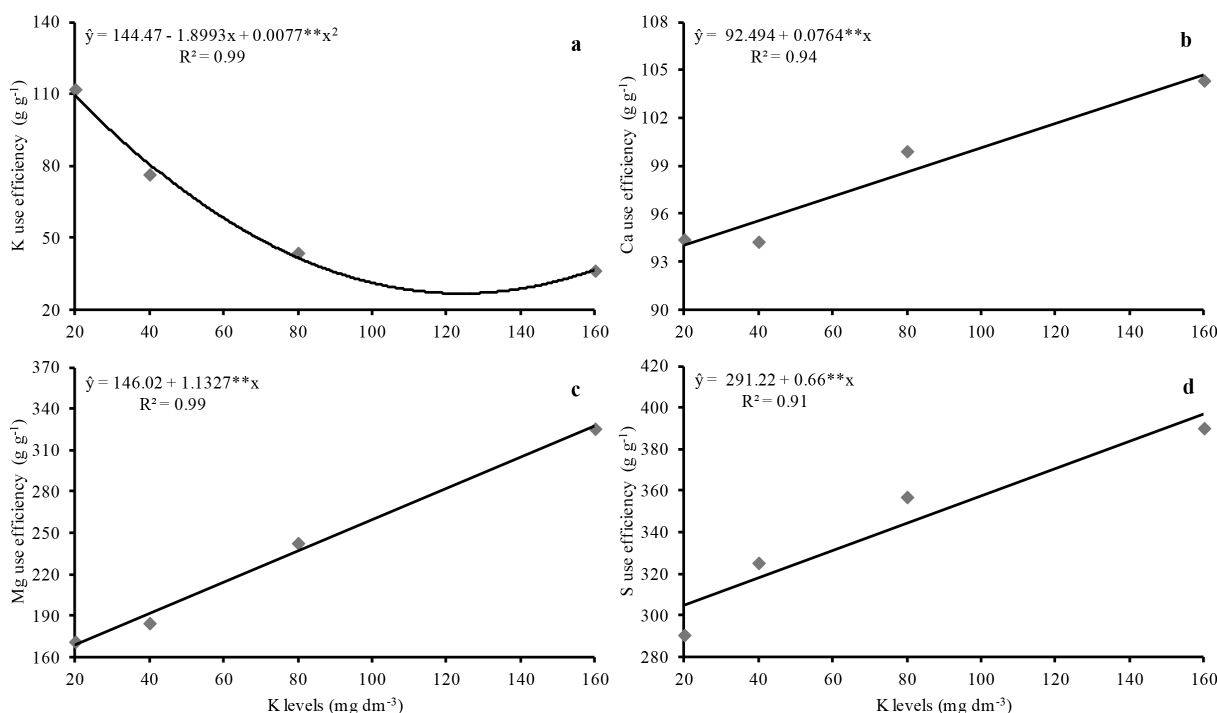 ŷ = 144.47 - 1.8993x + 0.0077**x²
R² = 0.99
a
K use efficiency (g g⁻¹)
140
110
80
50
20
20 40 60 80 100 120 140 160
ŷ = 92.494 + 0.0764**x
R² = 0.94
b
Ca use efficiency (g g⁻¹)
108
105
102
99
96
93
90
20 40 60 80 100 120 140 160
ŷ = 146.02 + 1.1327**x
R² = 0.99
c
Mg use efficiency (g g⁻¹)
370
340
310
280
250
220
190
160
20 40 60 80 100 120 140 160
K levels (mg dm⁻³)
ŷ = 291.22 + 0.66**x
R² = 0.91
d
S use efficiency (g g⁻¹)
420
400
380
360
340
320
300
280
20 40 60 80 100 120 140 160
K levels (mg dm⁻³)